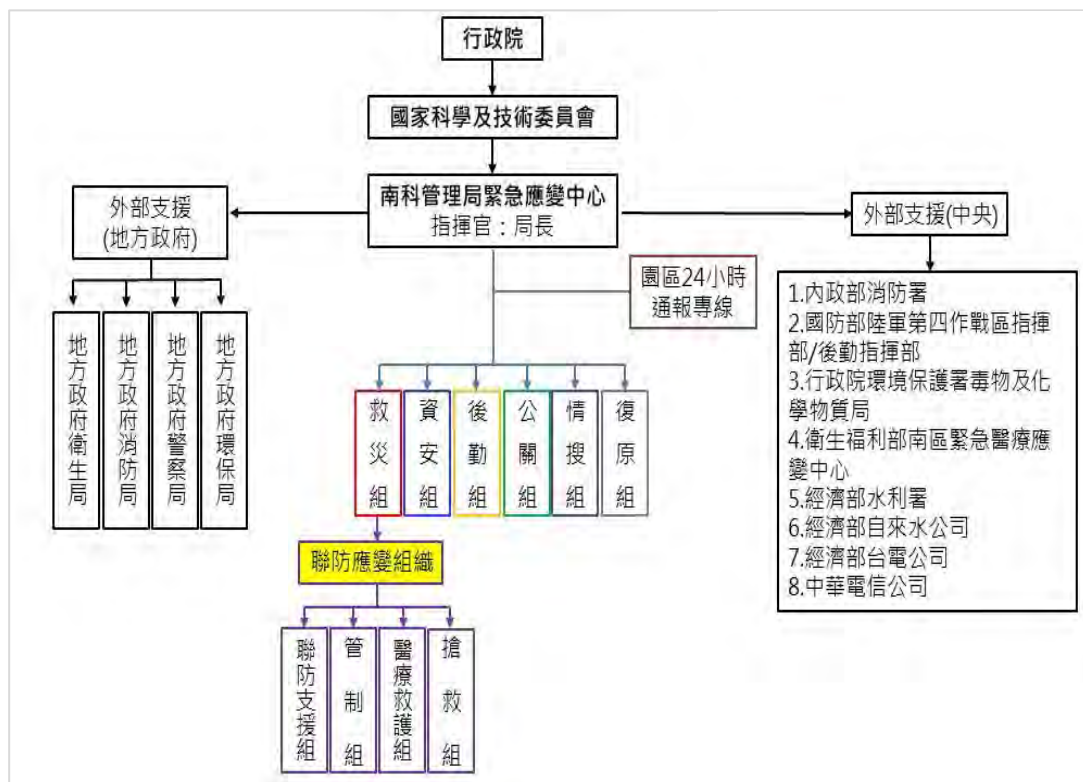 行政院
國家科學及技術委員會
南科管理局緊急應變中心
指揮官：局長
外部支援
(地方政府)
外部支援(中央)
園區24小時
通報專線
地方政府衛生局
地方政府消防局
地方政府警察局
地方政府環保局
救災組
資安組
後勤組
公關組
情搜組
復原組
1.內政部消防署
2.國防部陸軍第四作戰區指揮
部/後勤指揮部
3.行政院環境保護署毒物及化
學物質局
4.衛生福利部南區緊急醫療應
變中心
5.經濟部水利署
6.經濟部自來水公司
7.經濟部台電公司
8.中華電信公司
聯防應變組織
聯防支援組
管制組
醫療救護組
搶救組